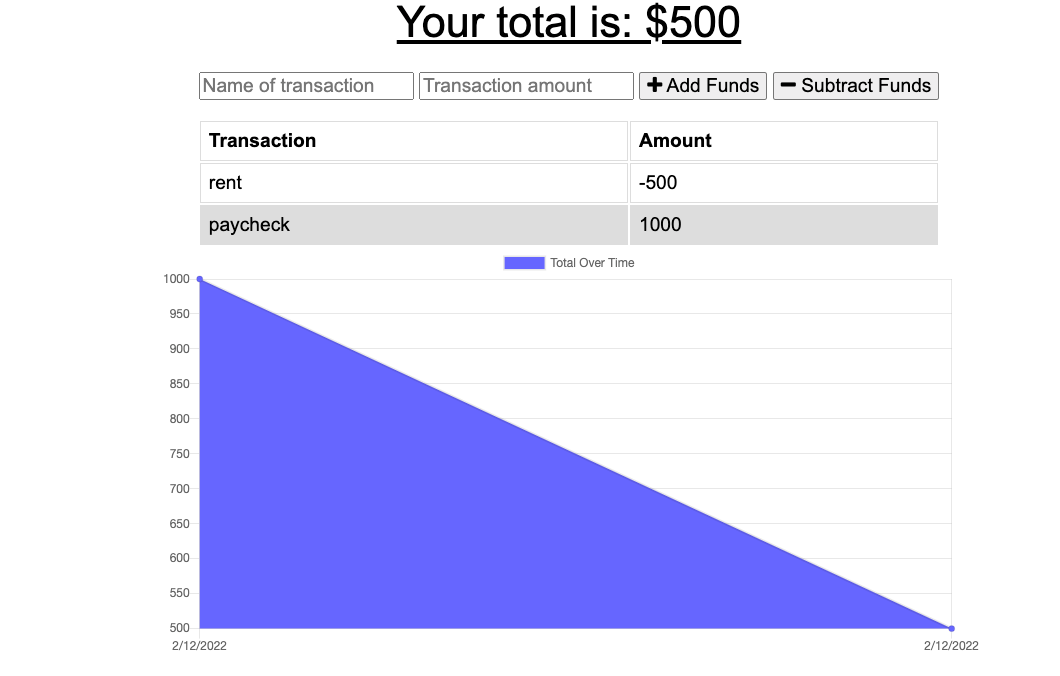 Your total is: $500
Name of transaction Transaction amount Add Funds Subtract Funds
Transaction Amount
rent -500
paycheck 1000
Total Over Time
1000
950
900
850
800
750
700
650
600
550
500
2/12/2022 2/12/2022